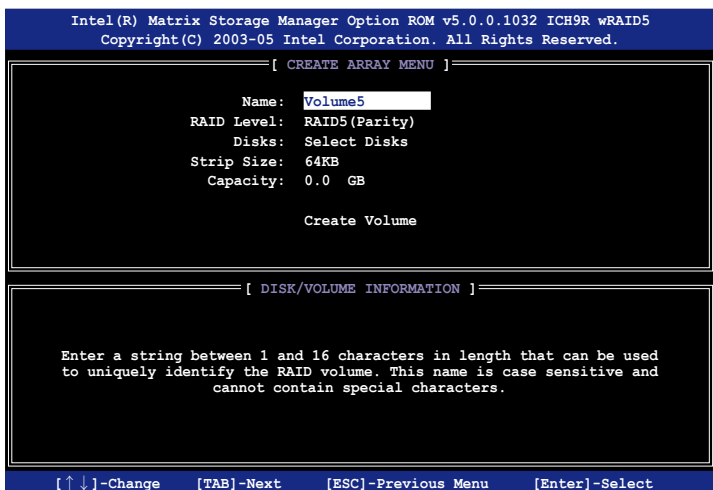 Intel(R) Matrix Storage Manager Option ROM v5.0.0.1032 ICH9R wRAID5
Copyright(C) 2003-05 Intel Corporation. All Rights Reserved.
[ CREATE ARRAY MENU ]
Name: Volume5
RAID Level: RAID5(Parity)
Disks: Select Disks
Strip Size: 64KB
Capacity: 0.0 GB
Create Volume
[ DISK/VOLUME INFORMATION ]
Enter a string between 1 and 16 characters in length that can be used
to uniquely identify the RAID volume. This name is case sensitive and
cannot contain special characters.
[↑↓]-Change [TAB]-Next [ESC]-Previous Menu [Enter]-Select